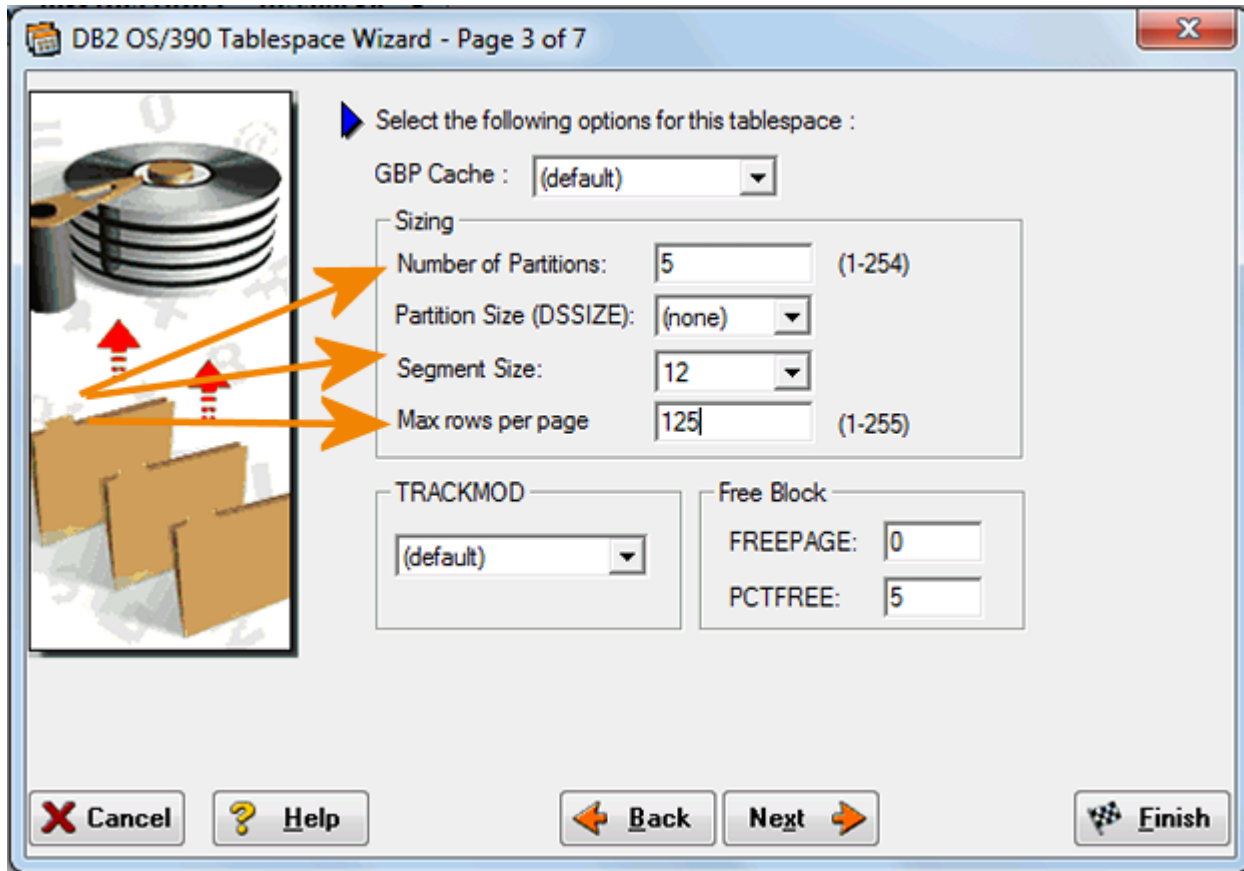 DB2 OS/390 Tablespace Wizard - Page 3 of 7
Select the following options for this tablespace :
GBP Cache : (default)
Sizing
Number of Partitions: 5 (1-254)
Partition Size (DSSIZE): (none)
Segment Size: 12
Max rows per page 125 (1-255)
TRACKMOD
(default)
Free Block
FREEPAGE: 0
PCTFREE: 5
Cancel Help Back Next Finish